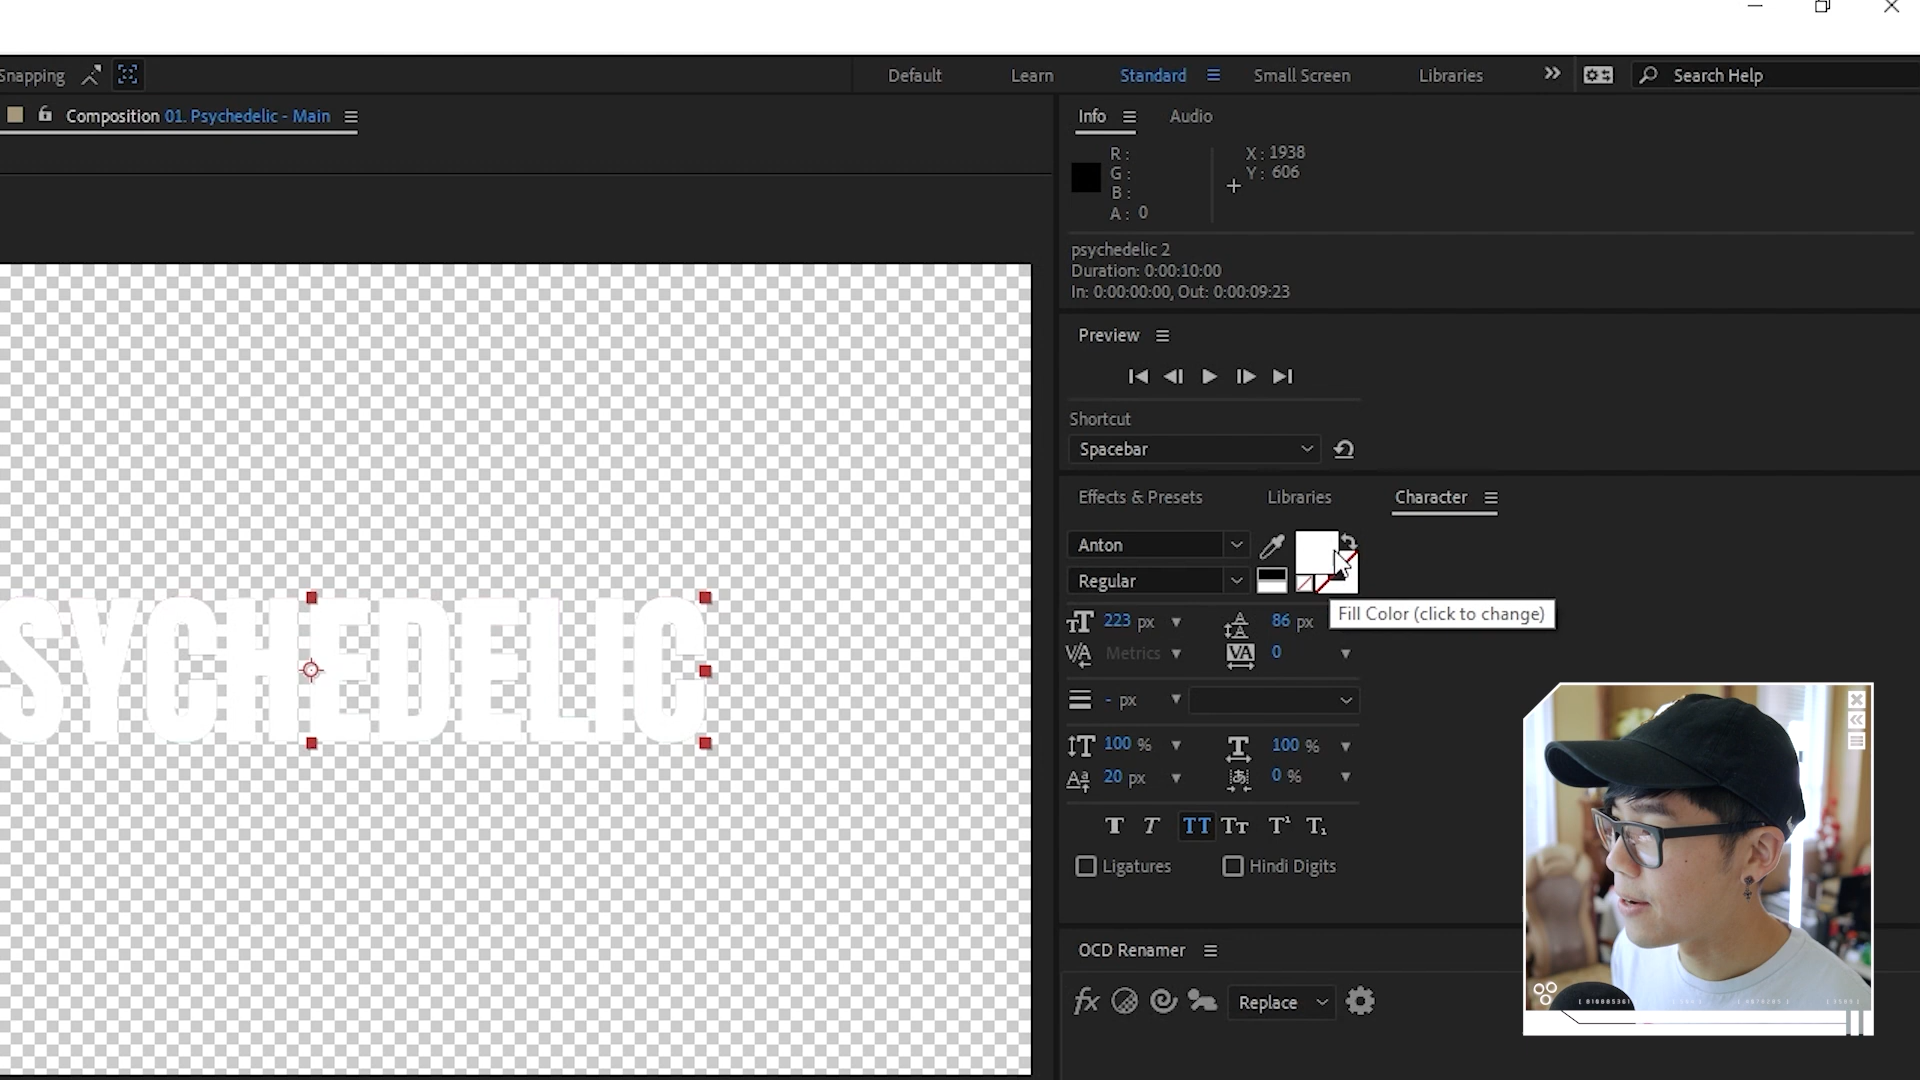 Snapping
Default Learn Standard Small Screen Libraries Search Help
Composition 01. Psychedelic - Main
Info Audio
R :
G :
B :
A : 0
X : 1938
Y : 606
psychedelic 2
Duration: 0:00:10:00
In: 0:00:00:00, Out: 0:00:09:23
Preview
Shortcut
Spacebar
Effects & Presets Libraries Character
Anton
Regular
Fill Color (click to change)
223 px 86 px
Metrics 0
- px
100 % 100 %
20 px 0 %
Ligatures Hindi Digits
OCD Renamer
Replace
SYCHEDELIC